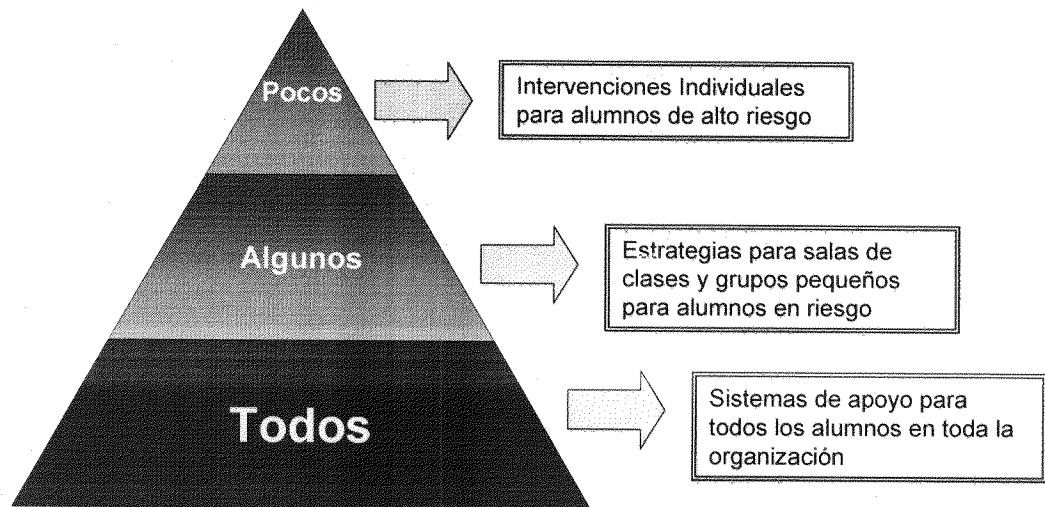 Pocos
Intervenciones Individuales
para alumnos de alto riesgo
Algunos
Estrategias para salas de
clases y grupos pequeños
para alumnos en riesgo
Todos
Sistemas de apoyo para
todos los alumnos en toda la
organización